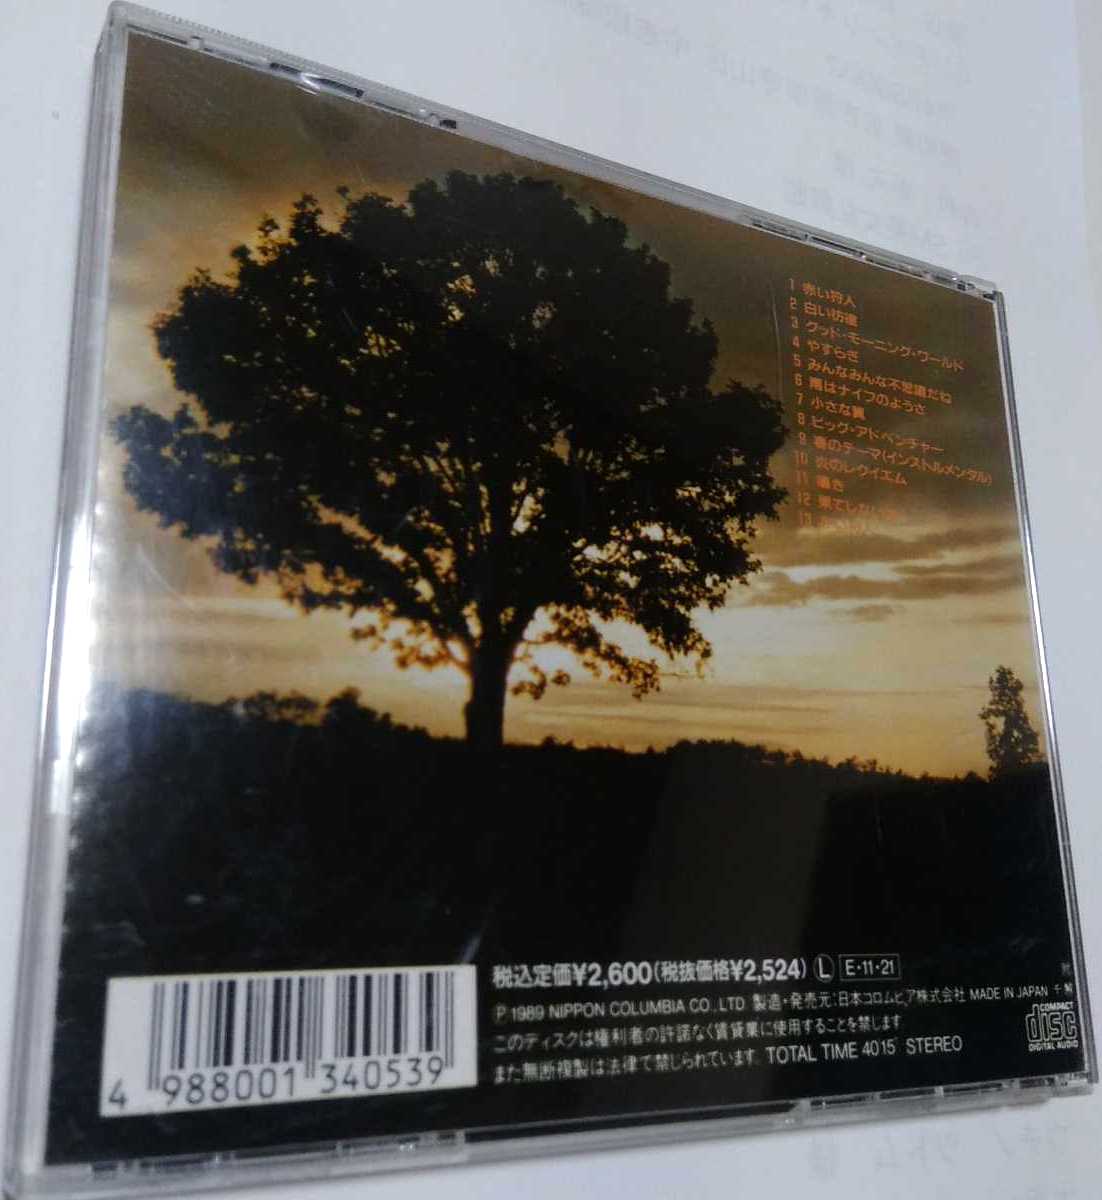 1 赤い狩人
2 白い彷徨
3 グッド・モーニング・ワールド
4 やすらぎ
5 みんなみんな不思議だね
6 雨はナイフのようさ
7 小さな翼
8 ビッグ・アドベンチャー
9 春のテーマ(インストルメンタル)
10 炎のレクイエム
11 囁き
12 果てしない
13
税込定価¥2,600(税抜価格¥2,524) L E・11・21
Ⓟ 1989 NIPPON COLUMBIA CO., LTD. 製造・発売元:日本コロムビア株式会社 MADE IN JAPAN
このディスクは権利者の許諾なく賃貸業に使用することを禁じます
また無断複製は法律で禁じられています. TOTAL TIME 40'15" STEREO
COMPACT
disc
DIGITAL AUDIO
4 988001 340539